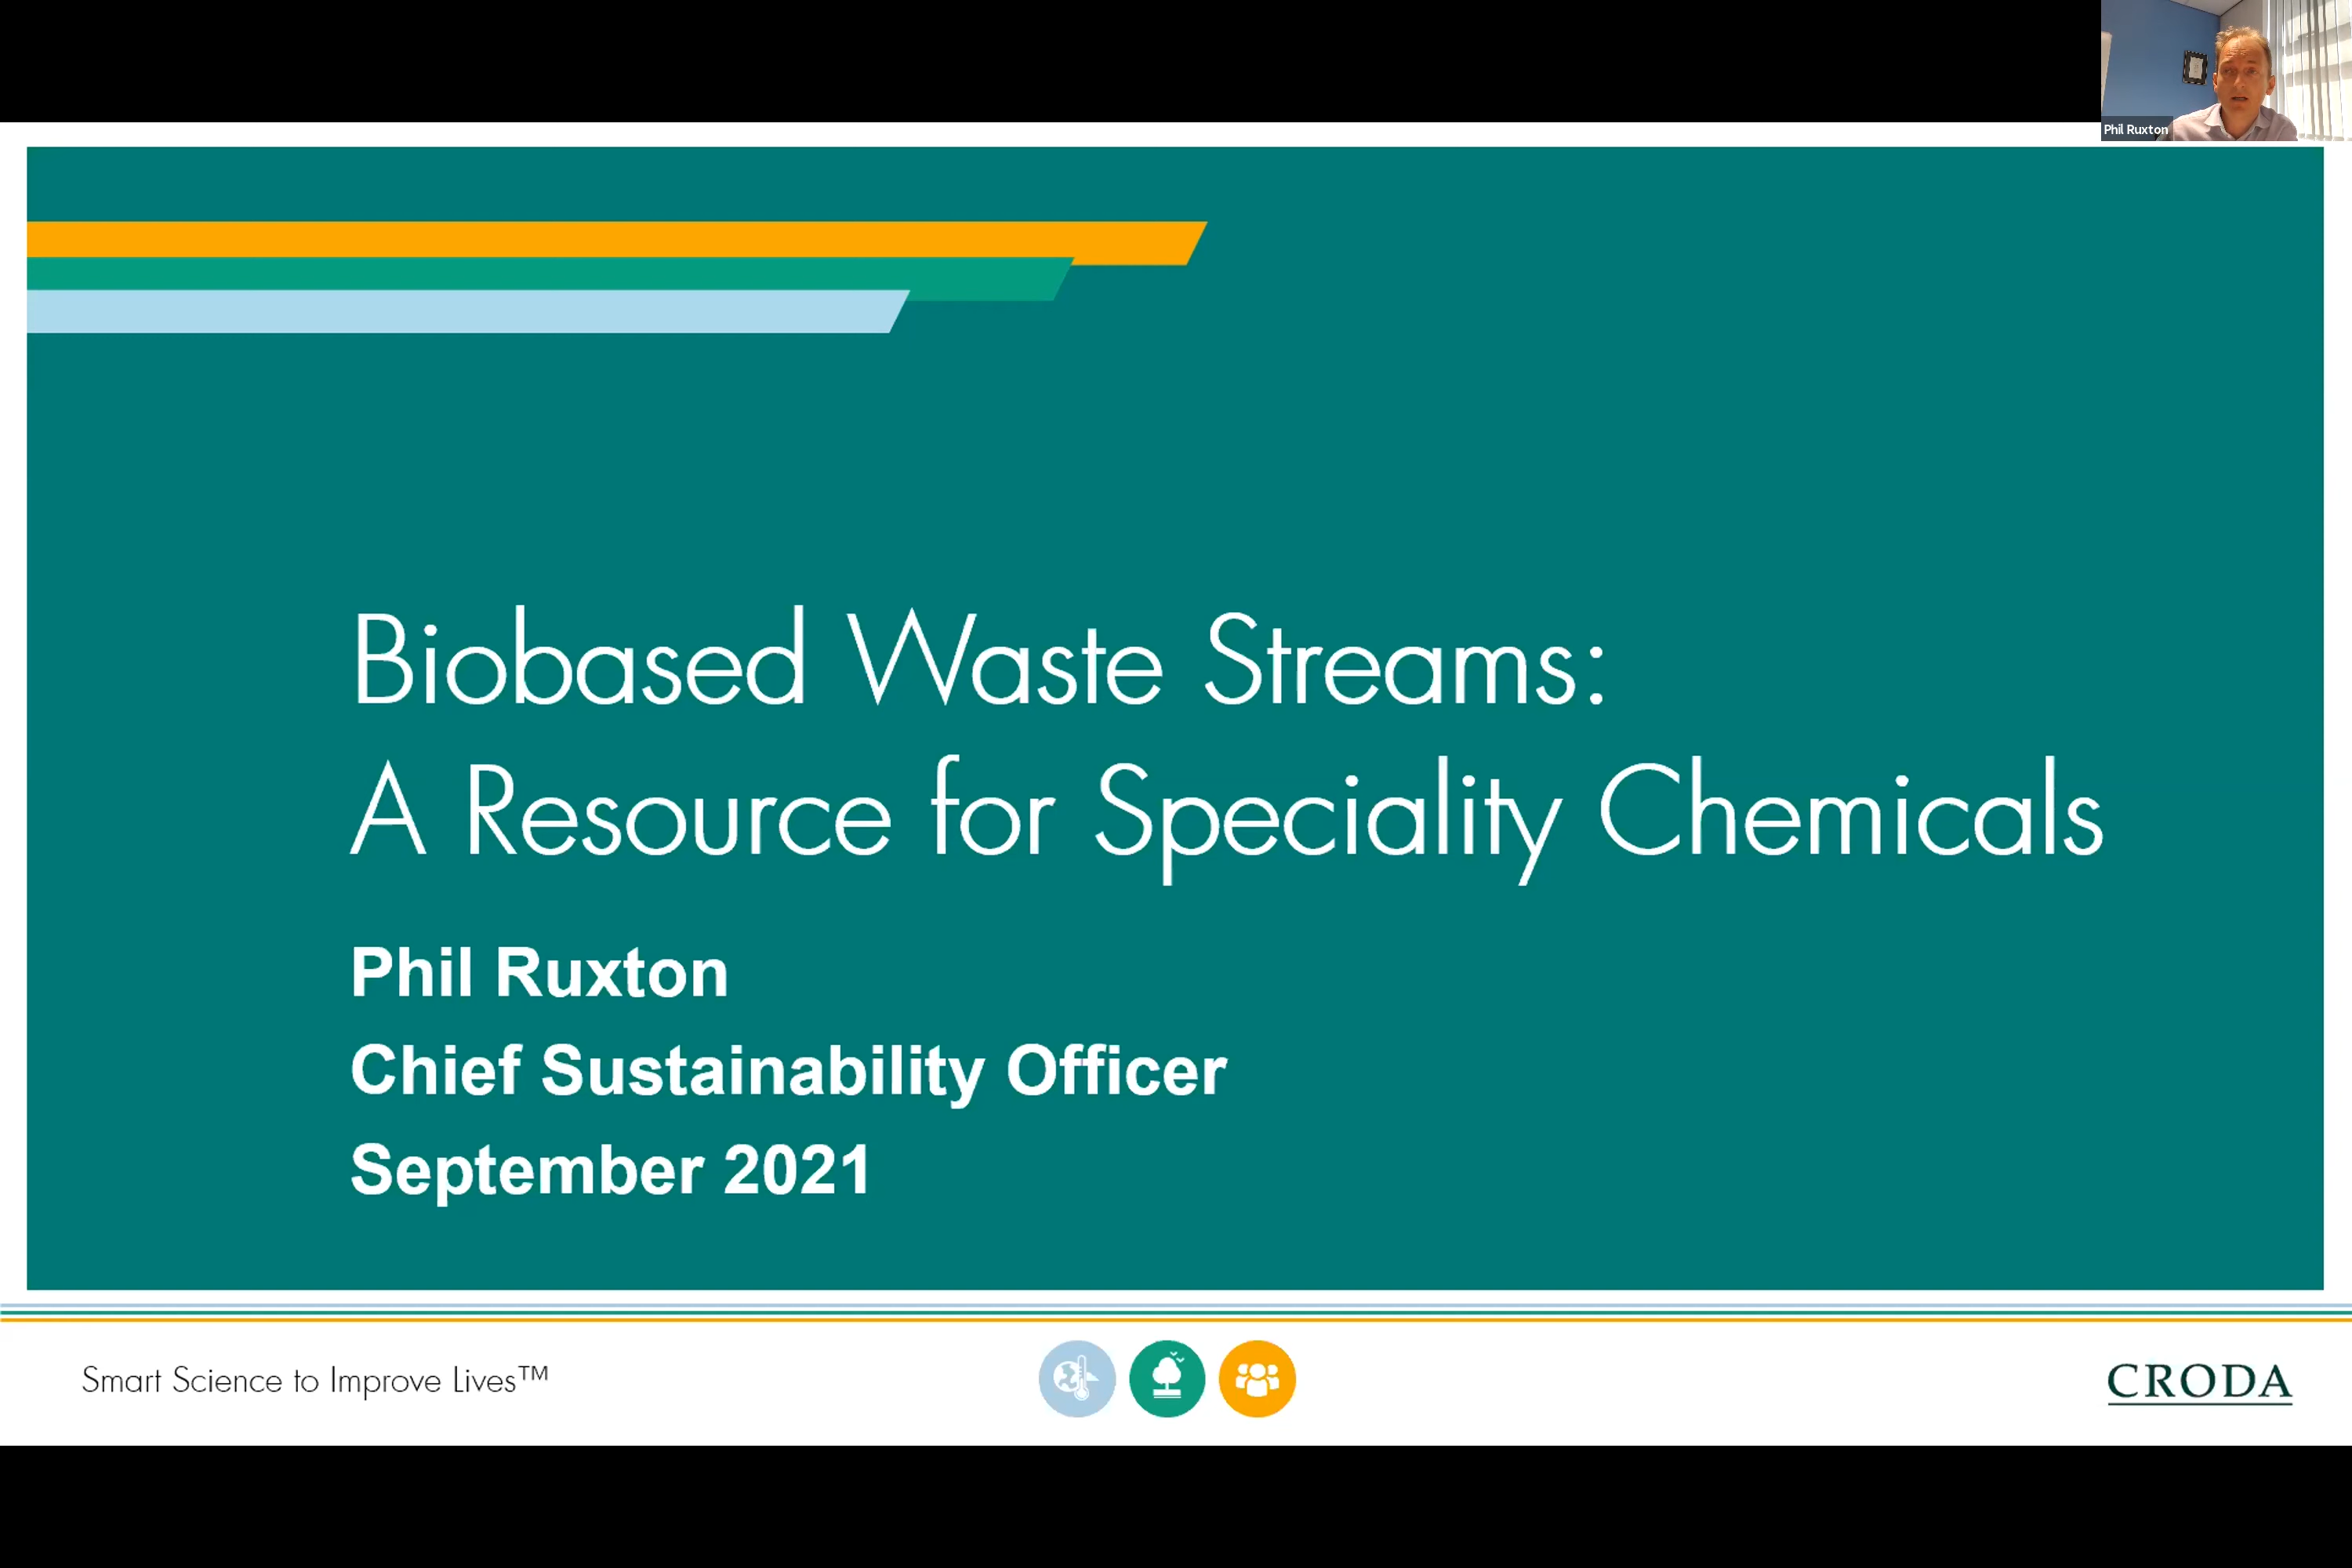 Phil Ruxton
Biobased Waste Streams:
A Resource for Speciality Chemicals
Phil Ruxton
Chief Sustainability Officer
September 2021
Smart Science to Improve Lives™
CRODA